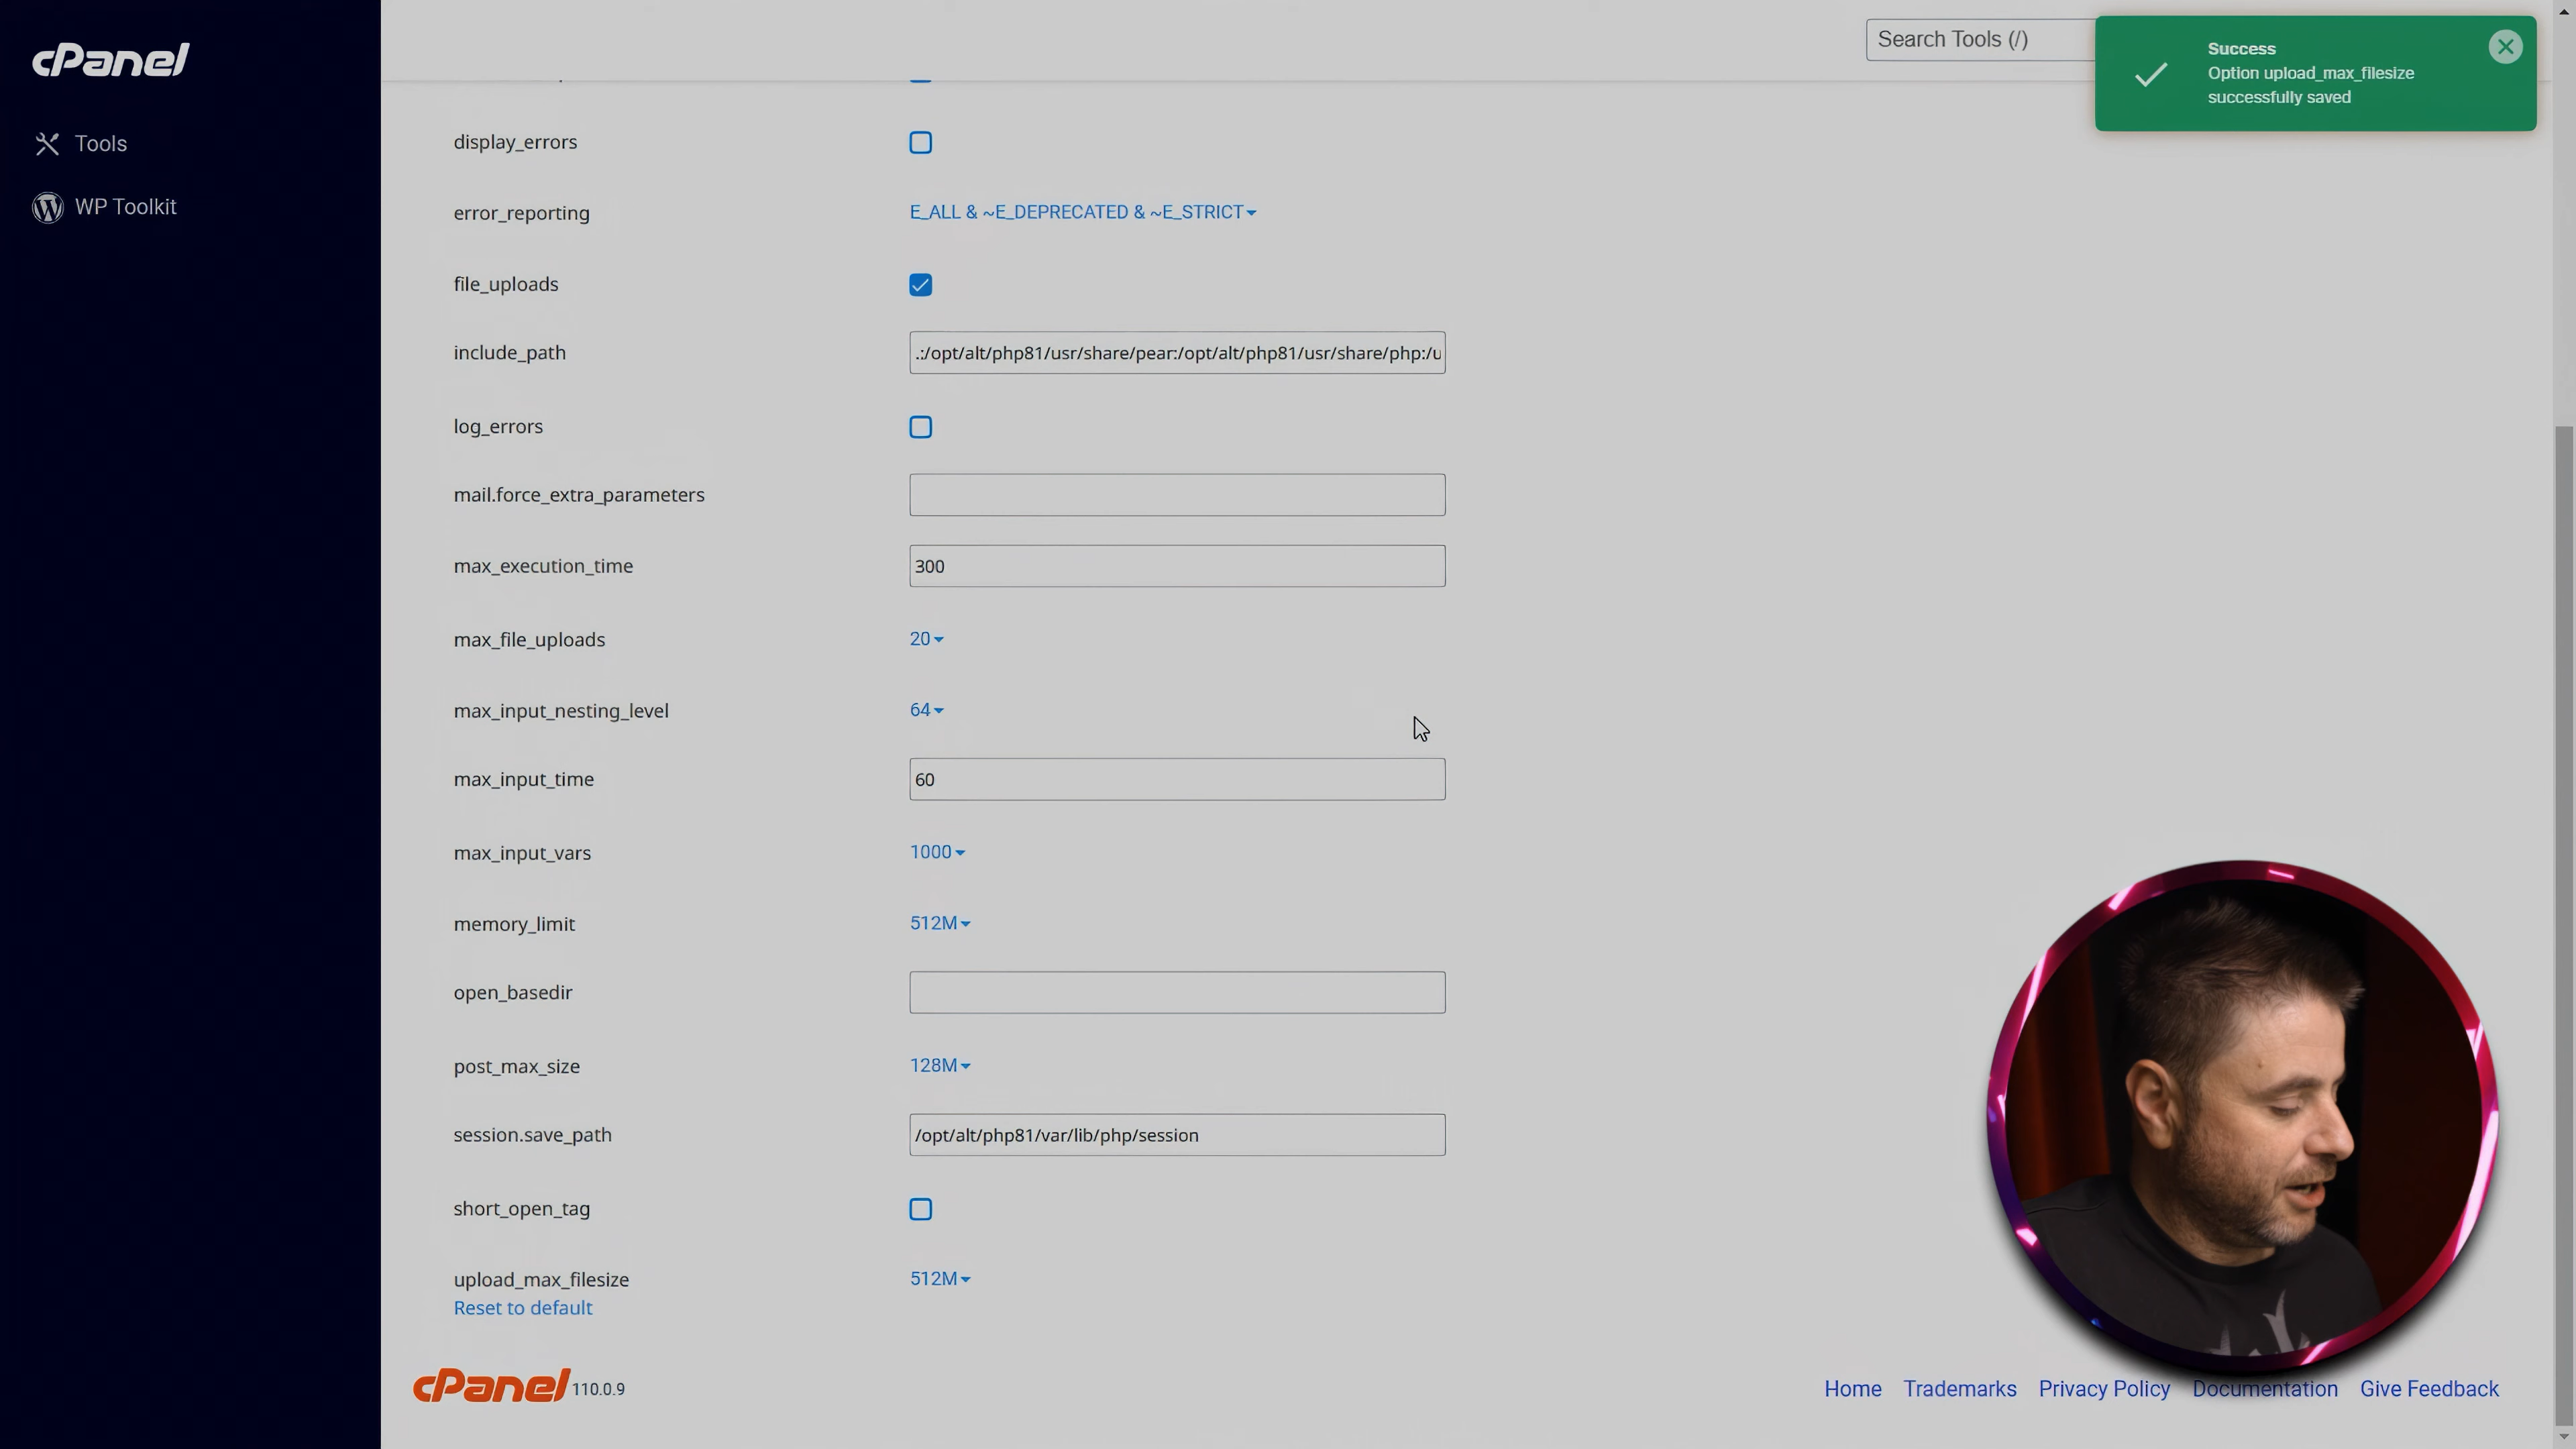 cPanel
Tools
WP Toolkit
Search Tools (/)
Success
Option upload_max_filesize
successfully saved
display_errors
error_reporting
E_ALL & ~E_DEPRECATED & ~E_STRICT
file_uploads
include_path
.:/opt/alt/php81/usr/share/pear:/opt/alt/php81/usr/share/php:/u
log_errors
mail.force_extra_parameters
max_execution_time
300
max_file_uploads
20
max_input_nesting_level
64
max_input_time
60
max_input_vars
1000
memory_limit
512M
open_basedir
post_max_size
128M
session.save_path
/opt/alt/php81/var/lib/php/session
short_open_tag
upload_max_filesize
512M
Reset to default
cPanel 110.0.9
Home Trademarks Privacy Policy Documentation Give Feedback